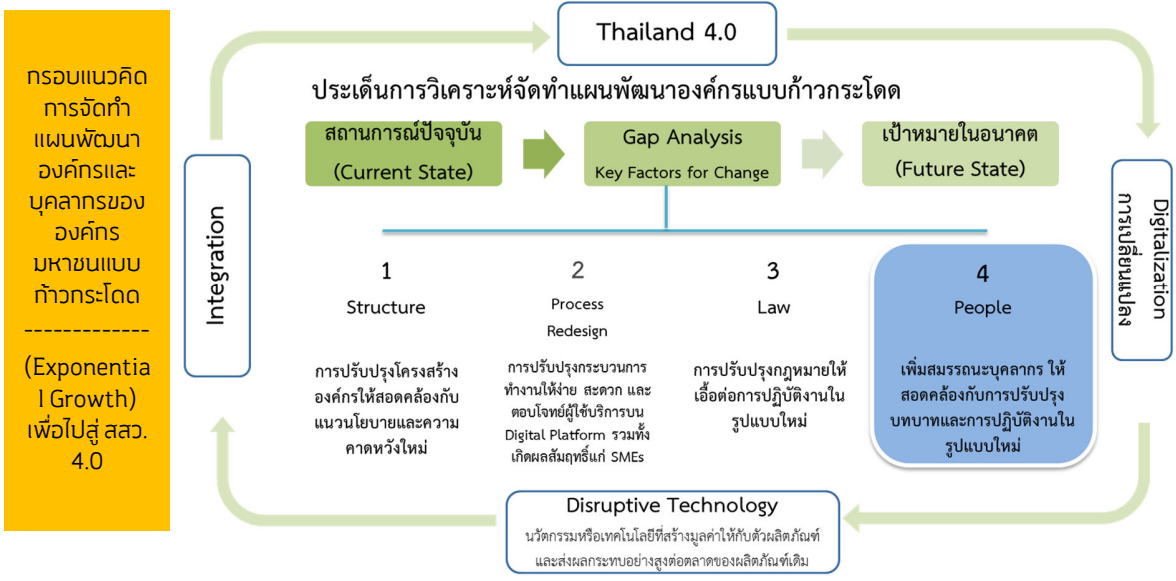 กรอบแนวคิด
การจัดทำ
แผนพัฒนา
องค์กรและ
บุคลากรของ
องค์กร
มหาชนแบบ
ก้าวกระโดด
-------------
(Exponentia
l Growth)
เพื่อไปสู่ สสว.
4.0
Thailand 4.0
ประเด็นการวิเคราะห์จัดทำแผนพัฒนาองค์กรแบบก้าวกระโดด
สถานการณ์ปัจจุบัน
(Current State)
Gap Analysis
Key Factors for Change
เป้าหมายในอนาคต
(Future State)
Integration
1
Structure
การปรับปรุงโครงสร้าง
องค์กรให้สอดคล้องกับ
แนวนโยบายและความ
คาดหวังใหม่
2
Process
Redesign
การปรับปรุงกระบวนการ
ทำงานให้ง่าย สะดวก และ
ตอบโจทย์ผู้ใช้บริการบน
Digital Platform รวมทั้ง
เกิดผลสัมฤทธิ์แก่ SMEs
3
Law
การปรับปรุงกฎหมายให้
เอื้อต่อการปฏิบัติงานใน
รูปแบบใหม่
4
People
เพิ่มสมรรถนะบุคลากร ให้
สอดคล้องกับการปรับปรุง
บทบาทและการปฏิบัติงานใน
รูปแบบใหม่
Digitalization
การเปลี่ยนแปลง
Disruptive Technology
นวัตกรรมหรือเทคโนโลยีที่สร้างมูลค่าให้กับตัวผลิตภัณฑ์
และส่งผลกระทบอย่างสูงต่อตลาดของผลิตภัณฑ์เดิม